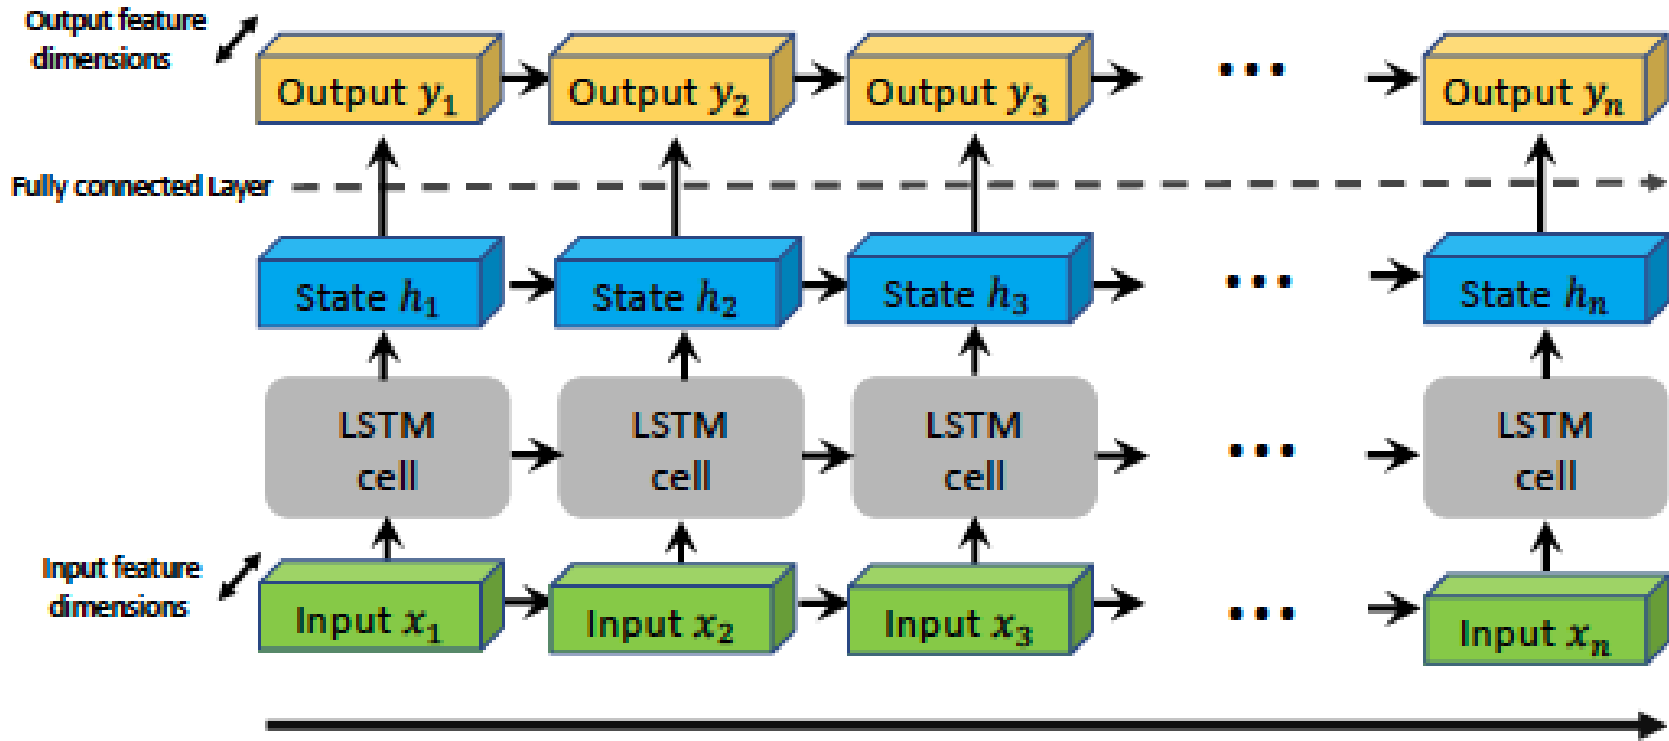 Output feature
dimensions
Output y₁
Output y₂
Output y₃
...
Output yₙ
Fully connected Layer
State h₁
State h₂
State h₃
...
State hₙ
LSTM
cell
LSTM
cell
LSTM
cell
...
LSTM
cell
Input feature
dimensions
Input x₁
Input x₂
Input x₃
...
Input xₙ